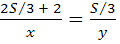 (2S/3 + 2)/x = (S/3)/y